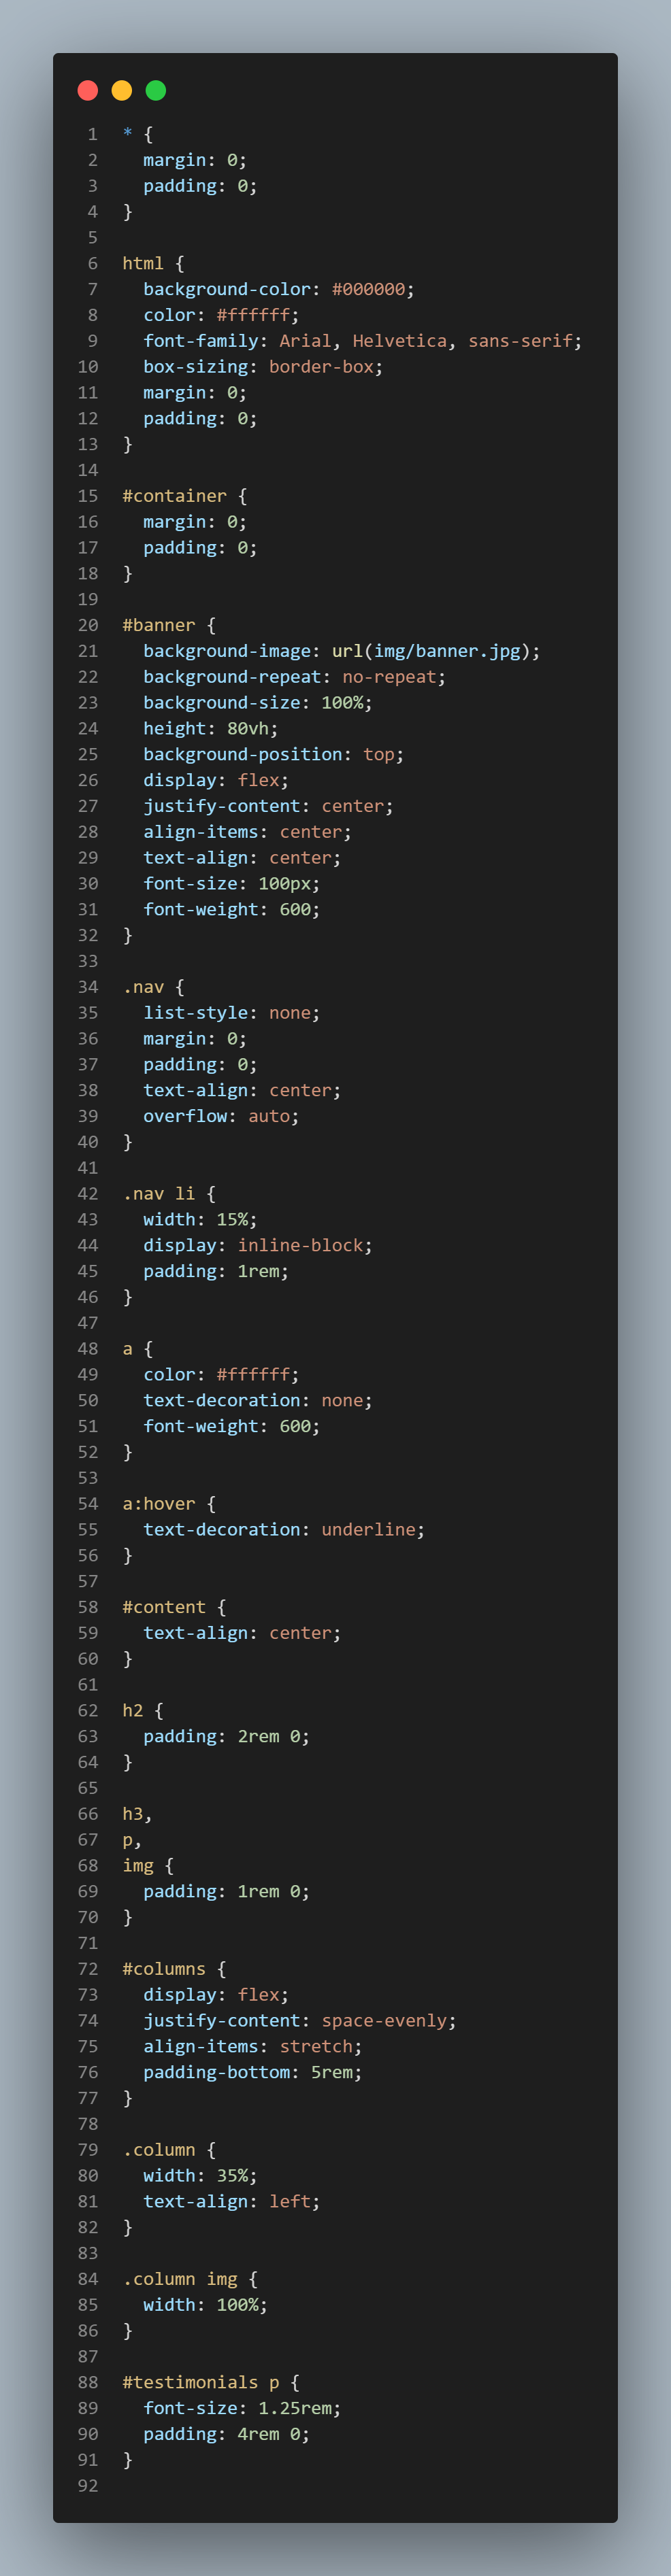 1 * {
2   margin: 0;
3   padding: 0;
4 }
5
6 html {
7   background-color: #000000;
8   color: #ffffff;
9   font-family: Arial, Helvetica, sans-serif;
10   box-sizing: border-box;
11   margin: 0;
12   padding: 0;
13 }
14
15 #container {
16   margin: 0;
17   padding: 0;
18 }
19
20 #banner {
21   background-image: url(img/banner.jpg);
22   background-repeat: no-repeat;
23   background-size: 100%;
24   height: 80vh;
25   background-position: top;
26   display: flex;
27   justify-content: center;
28   align-items: center;
29   text-align: center;
30   font-size: 100px;
31   font-weight: 600;
32 }
33
34 .nav {
35   list-style: none;
36   margin: 0;
37   padding: 0;
38   text-align: center;
39   overflow: auto;
40 }
41
42 .nav li {
43   width: 15%;
44   display: inline-block;
45   padding: 1rem;
46 }
47
48 a {
49   color: #ffffff;
50   text-decoration: none;
51   font-weight: 600;
52 }
53
54 a:hover {
55   text-decoration: underline;
56 }
57
58 #content {
59   text-align: center;
60 }
61
62 h2 {
63   padding: 2rem 0;
64 }
65
66 h3,
67 p,
68 img {
69   padding: 1rem 0;
70 }
71
72 #columns {
73   display: flex;
74   justify-content: space-evenly;
75   align-items: stretch;
76   padding-bottom: 5rem;
77 }
78
79 .column {
80   width: 35%;
81   text-align: left;
82 }
83
84 .column img {
85   width: 100%;
86 }
87
88 #testimonials p {
89   font-size: 1.25rem;
90   padding: 4rem 0;
91 }
92